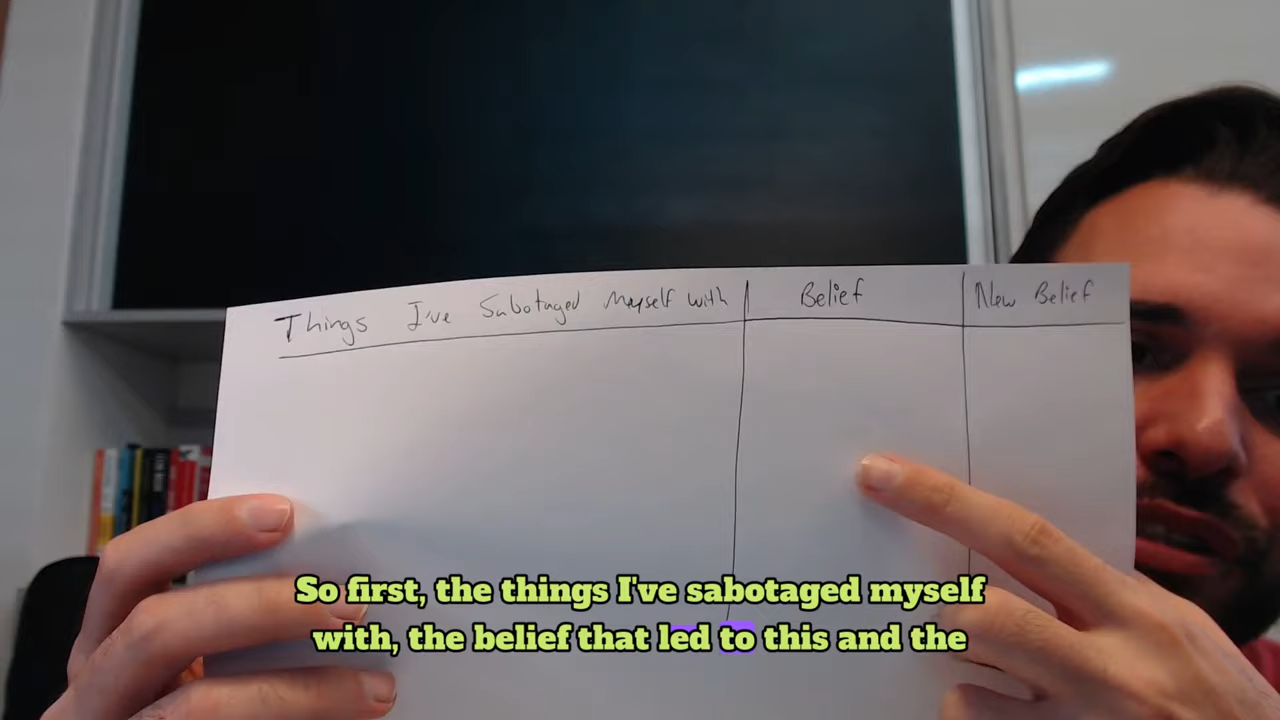 Things I've Sabotaged Myself with
Belief
New Belief
So first, the things I've sabotaged myself
with, the belief that led to this and the